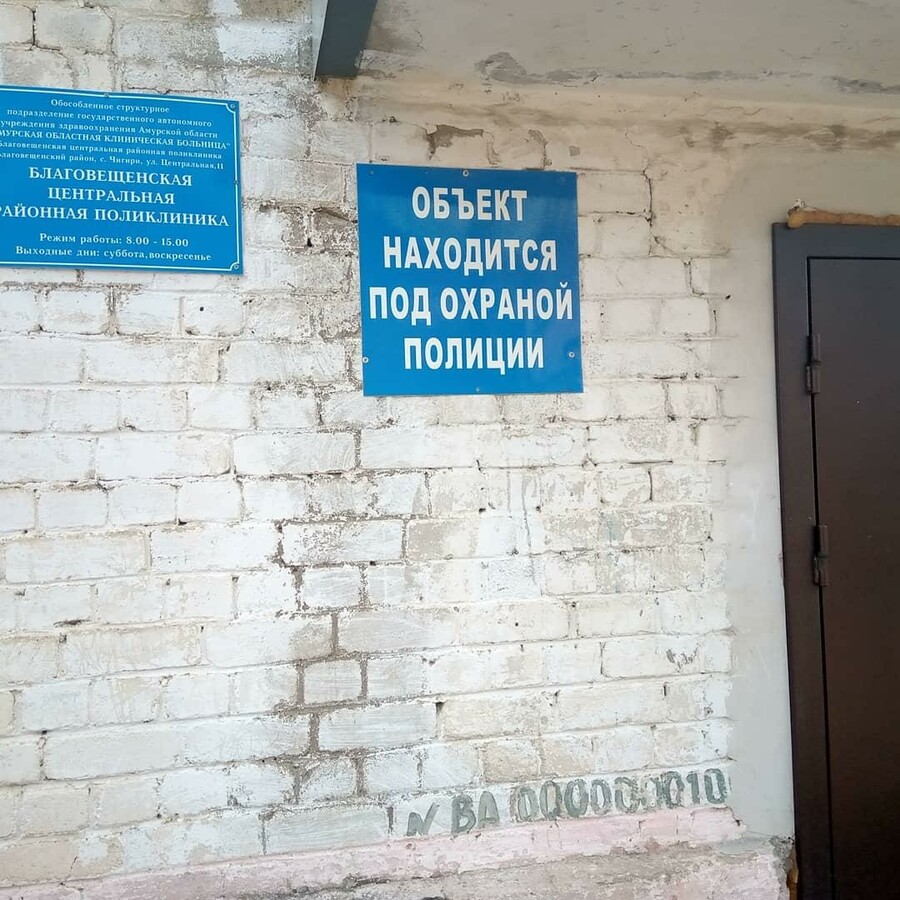 Обособленное структурное
подразделение государственного автономного
учреждения здравоохранения Амурской области
АМУРСКАЯ ОБЛАСТНАЯ КЛИНИЧЕСКАЯ БОЛЬНИЦА"
Благовещенская центральная районная поликлиника
Благовещенский район, с. Чигири, ул. Центральная,11
БЛАГОВЕЩЕНСКАЯ
ЦЕНТРАЛЬНАЯ
РАЙОННАЯ ПОЛИКЛИНИКА
Режим работы: 8.00 - 15.00
Выходные дни: суббота,воскресенье
ОБЪЕКТ
НАХОДИТСЯ
ПОД ОХРАНОЙ
ПОЛИЦИИ
N ВА 000000010